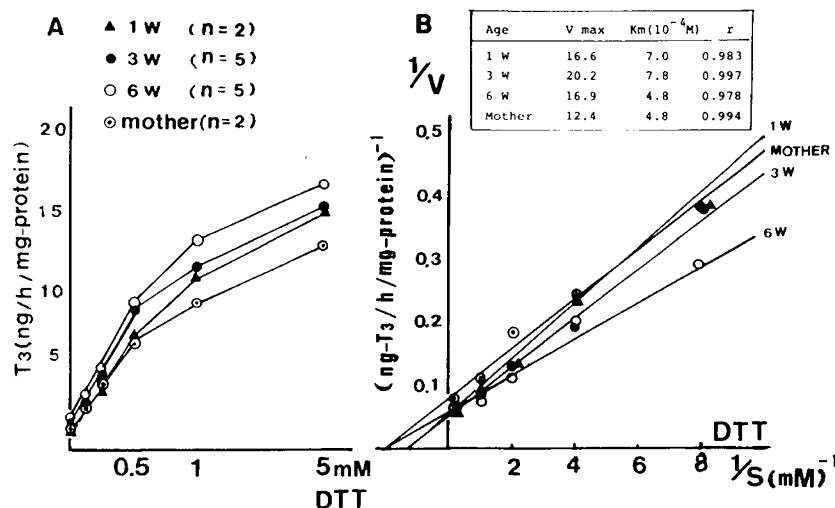 A
▲ 1 W (n=2)
● 3 W (n=5)
○ 6 W (n=5)
⊙ mother (n=2)
T3 (ng/h/mg-protein)
20
15
10
5
0.5 1 5 mM
DTT
B
Age V max Km(10⁻⁴M) r
1 W 16.6 7.0 0.983
3 W 20.2 7.8 0.997
6 W 16.9 4.8 0.978
Mother 12.4 4.8 0.994
1/V
(ng-T3/h/mg-protein)⁻¹
0.5
0.4
0.3
0.2
0.1
1 W
MOTHER
3 W
6 W
DTT
2 4 8 1/S (mM)⁻¹